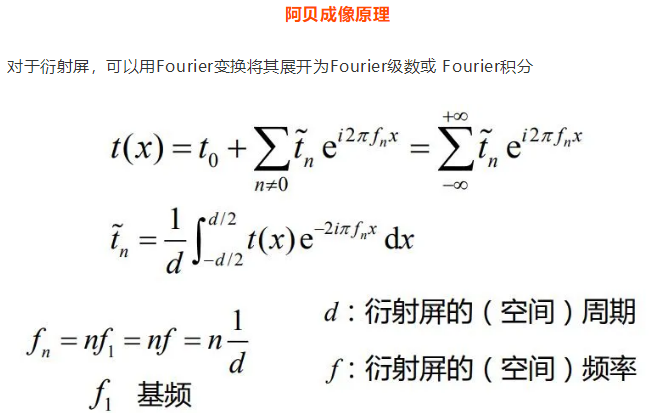 阿贝成像原理
对于衍射屏，可以用Fourier变换将其展开为Fourier级数或 Fourier积分
t(x) = t₀ + ∑_{n≠0} t̃ₙ e^{i2πfₙx} = ∑_{-∞}^{+∞} t̃ₙ e^{i2πfₙx}
t̃ₙ = \frac{1}{d} ∫_{-d/2}^{d/2} t(x) e^{-2iπfₙx} dx
fₙ = nf₁ = nf = n\frac{1}{d}
f₁ 基频
d：衍射屏的（空间）周期
f：衍射屏的（空间）频率